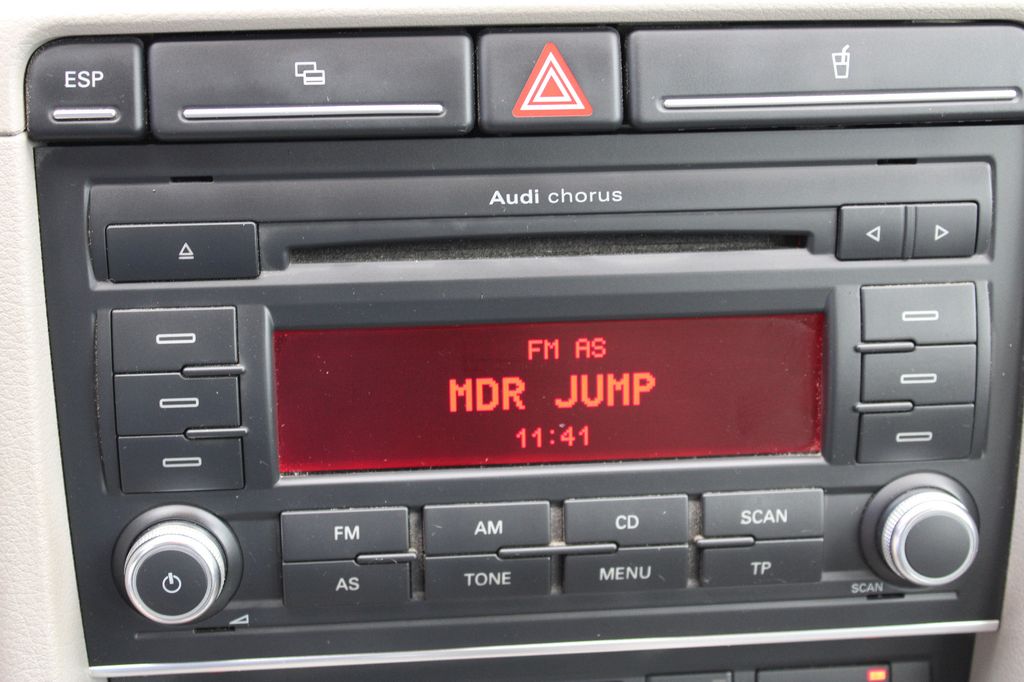 ESP
Audi chorus
FM AS
MDR JUMP
11:41
FM AM CD SCAN
AS TONE MENU TP
SCAN